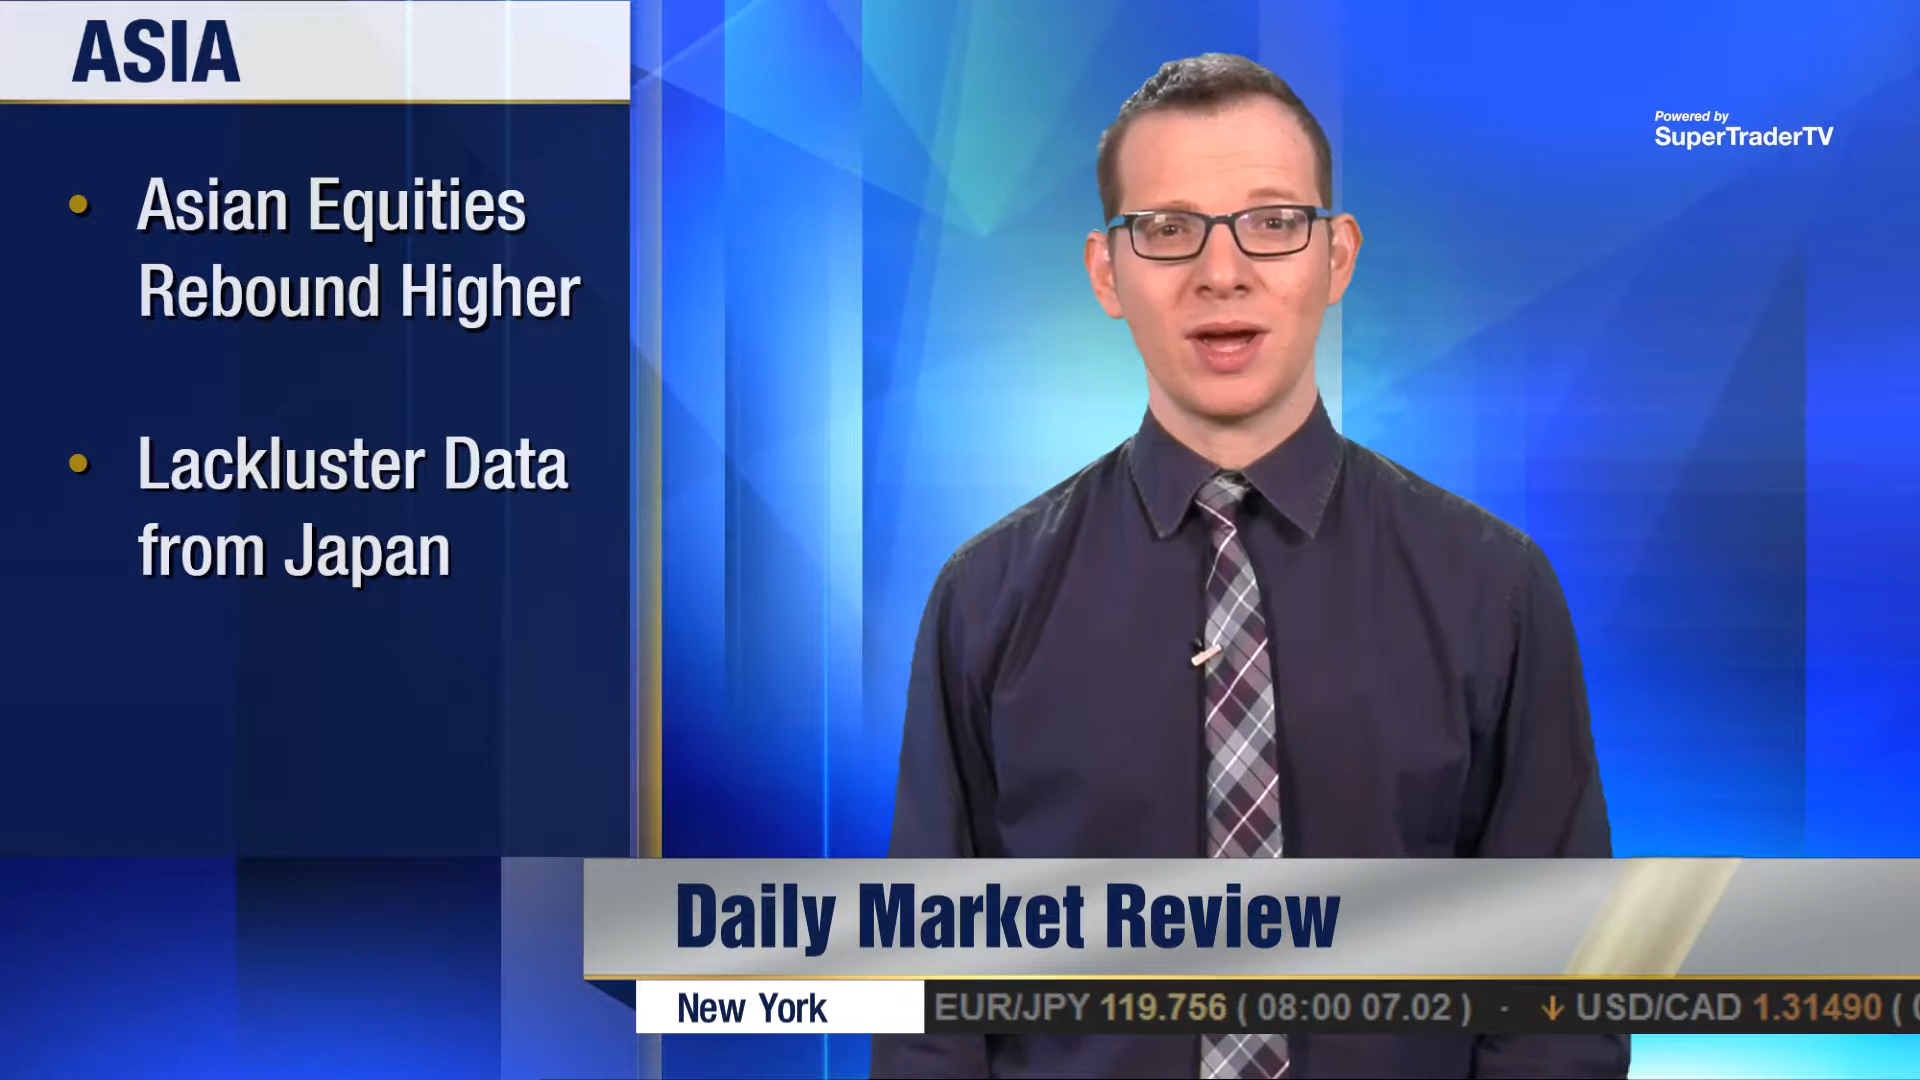 ASIA
• Asian Equities
Rebound Higher
• Lackluster Data
from Japan
Powered by
SuperTraderTV
Daily Market Review
New York
EUR/JPY 119.756 ( 08:00 07.02 ) · ↓ USD/CAD 1.31490 (